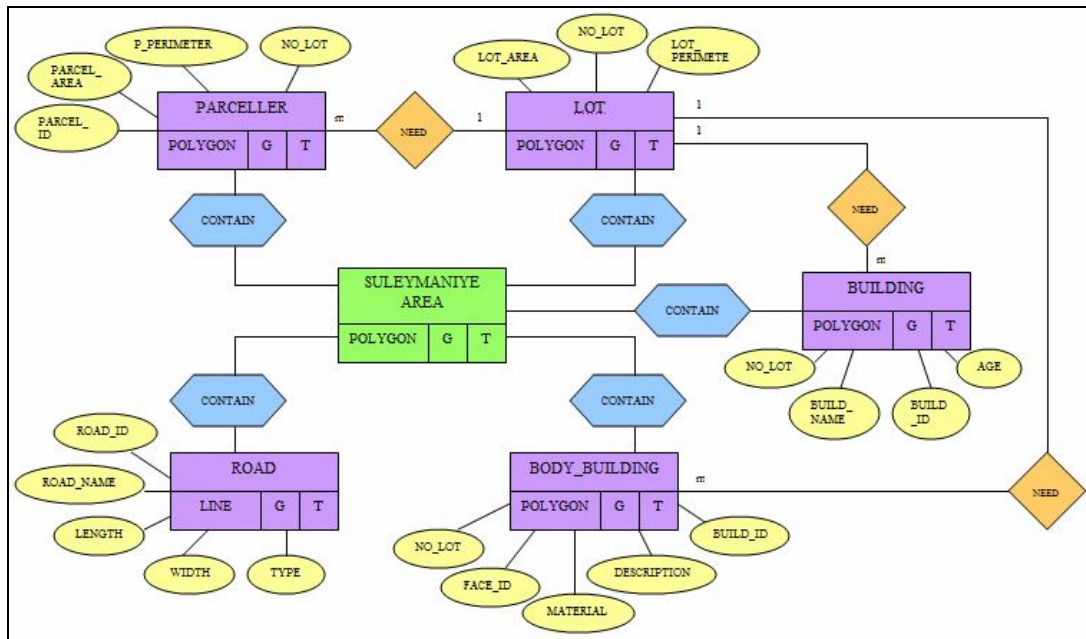 P_PERIMETER
NO_LOT
PARCEL_
AREA
PARCEL_
ID
PARCELLER
POLYGON G T
m
NEED
1
LOT_AREA
NO_LOT
LOT_
PERIMETE
LOT
POLYGON G T
1
1
NEED
m
CONTAIN
CONTAIN
SULEYMANIYE
AREA
POLYGON G T
CONTAIN
BUILDING
POLYGON G T
NO_LOT
BUILD_
NAME
BUILD
_ID
AGE
CONTAIN
CONTAIN
ROAD_ID
ROAD_NAME
LENGTH
WIDTH
TYPE
ROAD
LINE G T
BODY_BUILDING
POLYGON G T
m
NEED
NO_LOT
FACE_ID
MATERIAL
DESCRIPTION
BUILD_ID